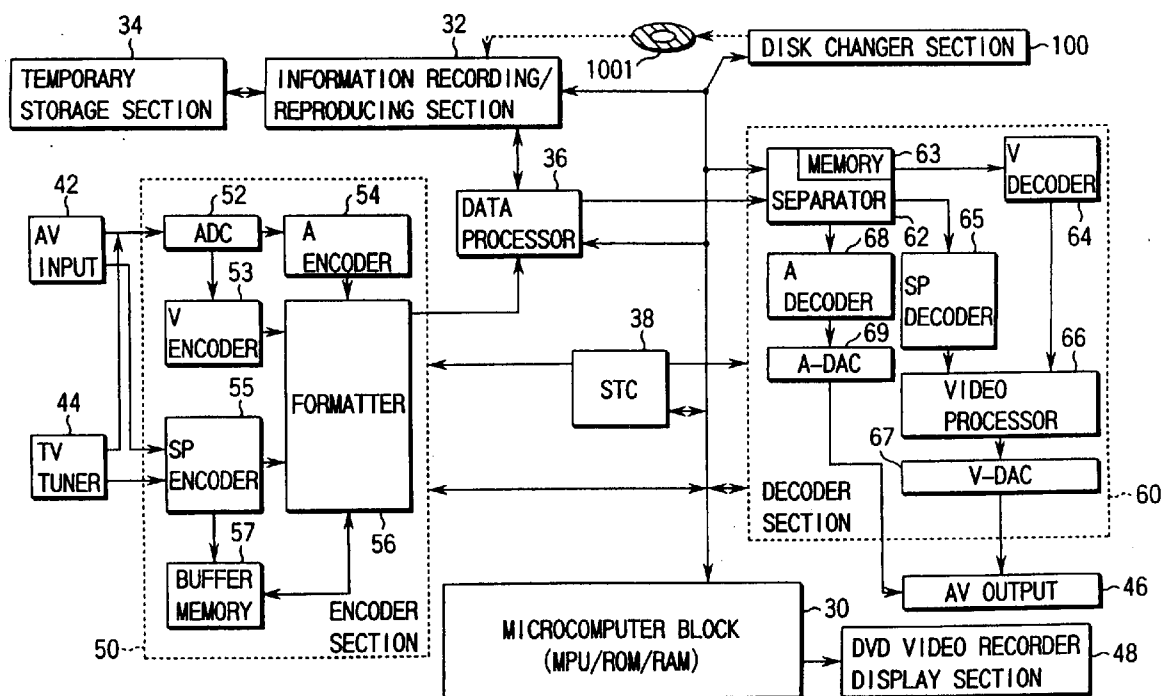 34
32
1001
DISK CHANGER SECTION
100
TEMPORARY
STORAGE SECTION
INFORMATION RECORDING/
REPRODUCING SECTION
42
AV
INPUT
44
TV
TUNER
52
ADC
54
A
ENCODER
53
V
ENCODER
55
SP
ENCODER
FORMATTER
56
57
BUFFER
MEMORY
ENCODER
SECTION
50
36
DATA
PROCESSOR
38
STC
MEMORY
63
SEPARATOR
62
V
DECODER
64
68
A
DECODER
65
SP
DECODER
69
A-DAC
66
VIDEO
PROCESSOR
67
V-DAC
DECODER
SECTION
60
AV OUTPUT
46
MICROCOMPUTER BLOCK
(MPU/ROM/RAM)
30
DVD VIDEO RECORDER
DISPLAY SECTION
48